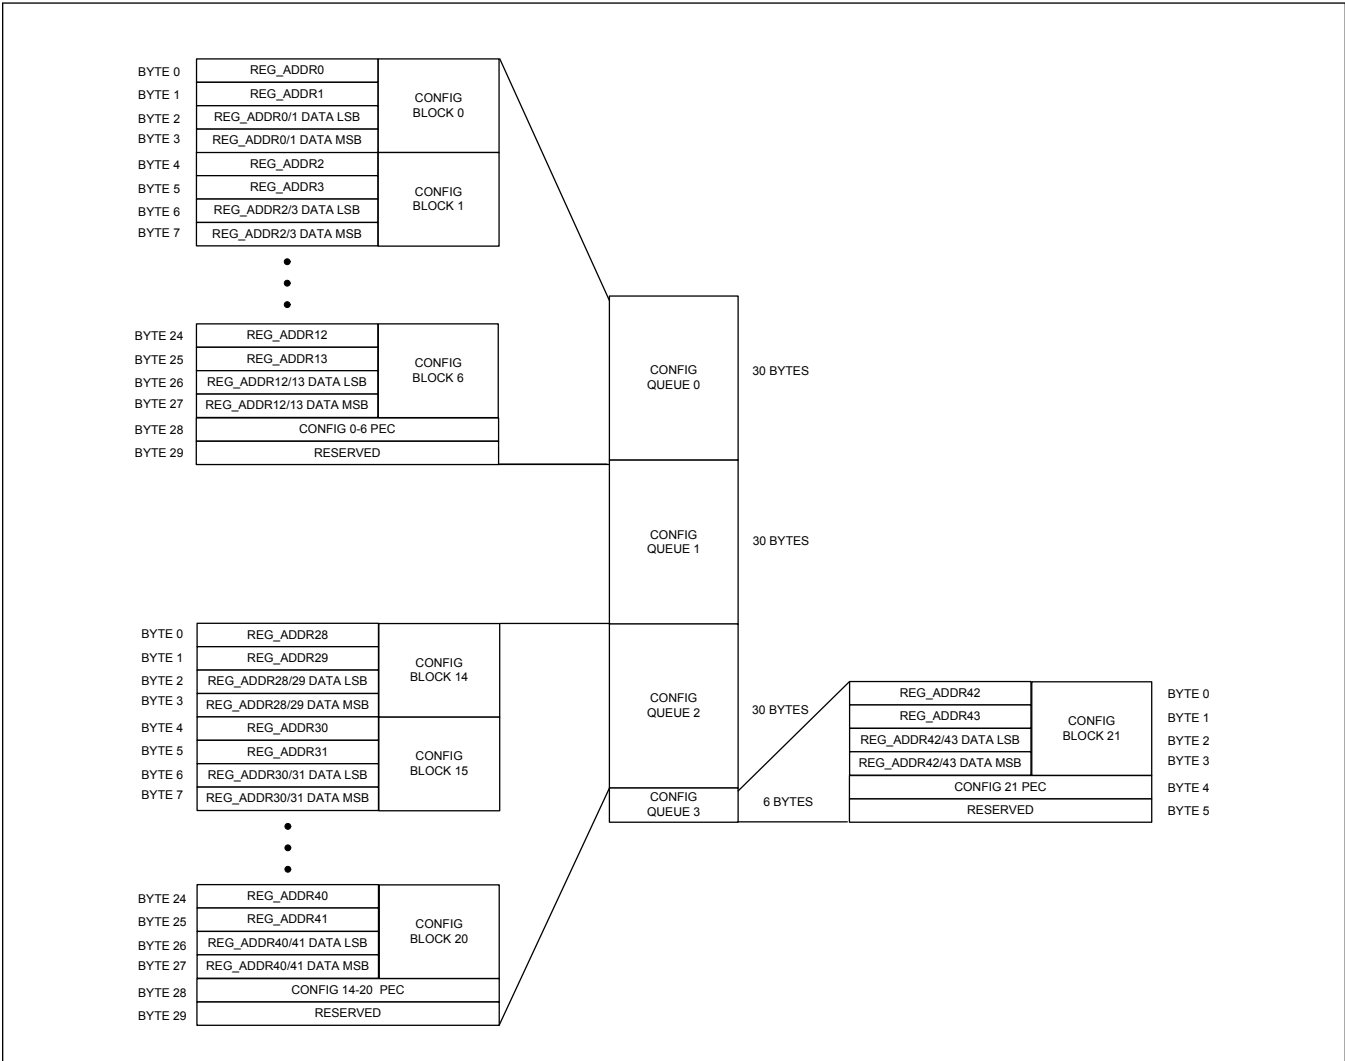 BYTE 0
REG_ADDR0
BYTE 1
REG_ADDR1
BYTE 2
REG_ADDR0/1 DATA LSB
BYTE 3
REG_ADDR0/1 DATA MSB
CONFIG
BLOCK 0
BYTE 4
REG_ADDR2
BYTE 5
REG_ADDR3
BYTE 6
REG_ADDR2/3 DATA LSB
BYTE 7
REG_ADDR2/3 DATA MSB
CONFIG
BLOCK 1
BYTE 24
REG_ADDR12
BYTE 25
REG_ADDR13
BYTE 26
REG_ADDR12/13 DATA LSB
BYTE 27
REG_ADDR12/13 DATA MSB
CONFIG
BLOCK 6
BYTE 28
CONFIG 0-6 PEC
BYTE 29
RESERVED
CONFIG
QUEUE 0
30 BYTES
CONFIG
QUEUE 1
30 BYTES
CONFIG
QUEUE 2
30 BYTES
CONFIG
QUEUE 3
6 BYTES
BYTE 0
REG_ADDR28
BYTE 1
REG_ADDR29
BYTE 2
REG_ADDR28/29 DATA LSB
BYTE 3
REG_ADDR28/29 DATA MSB
CONFIG
BLOCK 14
BYTE 4
REG_ADDR30
BYTE 5
REG_ADDR31
BYTE 6
REG_ADDR30/31 DATA LSB
BYTE 7
REG_ADDR30/31 DATA MSB
CONFIG
BLOCK 15
BYTE 24
REG_ADDR40
BYTE 25
REG_ADDR41
BYTE 26
REG_ADDR40/41 DATA LSB
BYTE 27
REG_ADDR40/41 DATA MSB
CONFIG
BLOCK 20
BYTE 28
CONFIG 14-20 PEC
BYTE 29
RESERVED
REG_ADDR42
BYTE 0
REG_ADDR43
BYTE 1
REG_ADDR42/43 DATA LSB
BYTE 2
REG_ADDR42/43 DATA MSB
BYTE 3
CONFIG
BLOCK 21
CONFIG 21 PEC
BYTE 4
RESERVED
BYTE 5